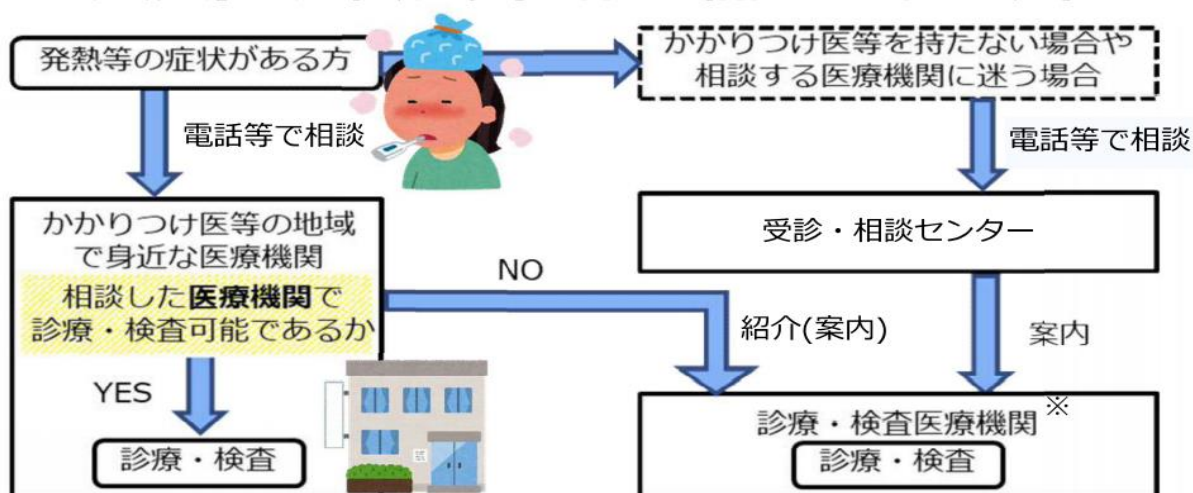 発熱等の症状がある方
かかりつけ医等を持たない場合や
相談する医療機関に迷う場合
電話等で相談
電話等で相談
かかりつけ医等の地域
で身近な医療機関
相談した医療機関で
診療・検査可能であるか
受診・相談センター
NO
紹介(案内)
案内
YES
診療・検査
診療・検査医療機関※
診療・検査